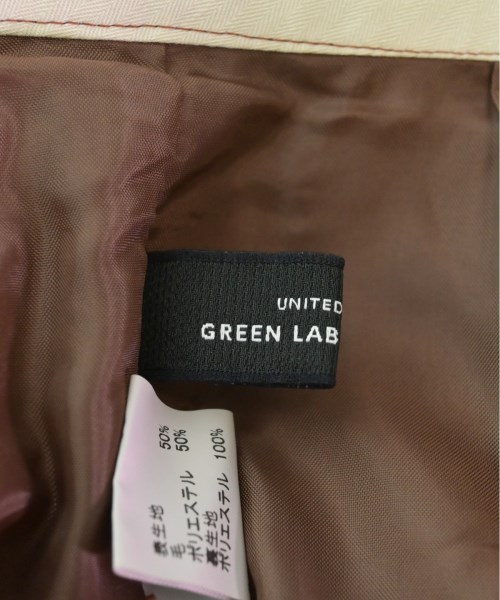 UNITED
GREEN LAB
表生地
毛 50%
ポリエステル 50%
裏生地
ポリエステル 100%